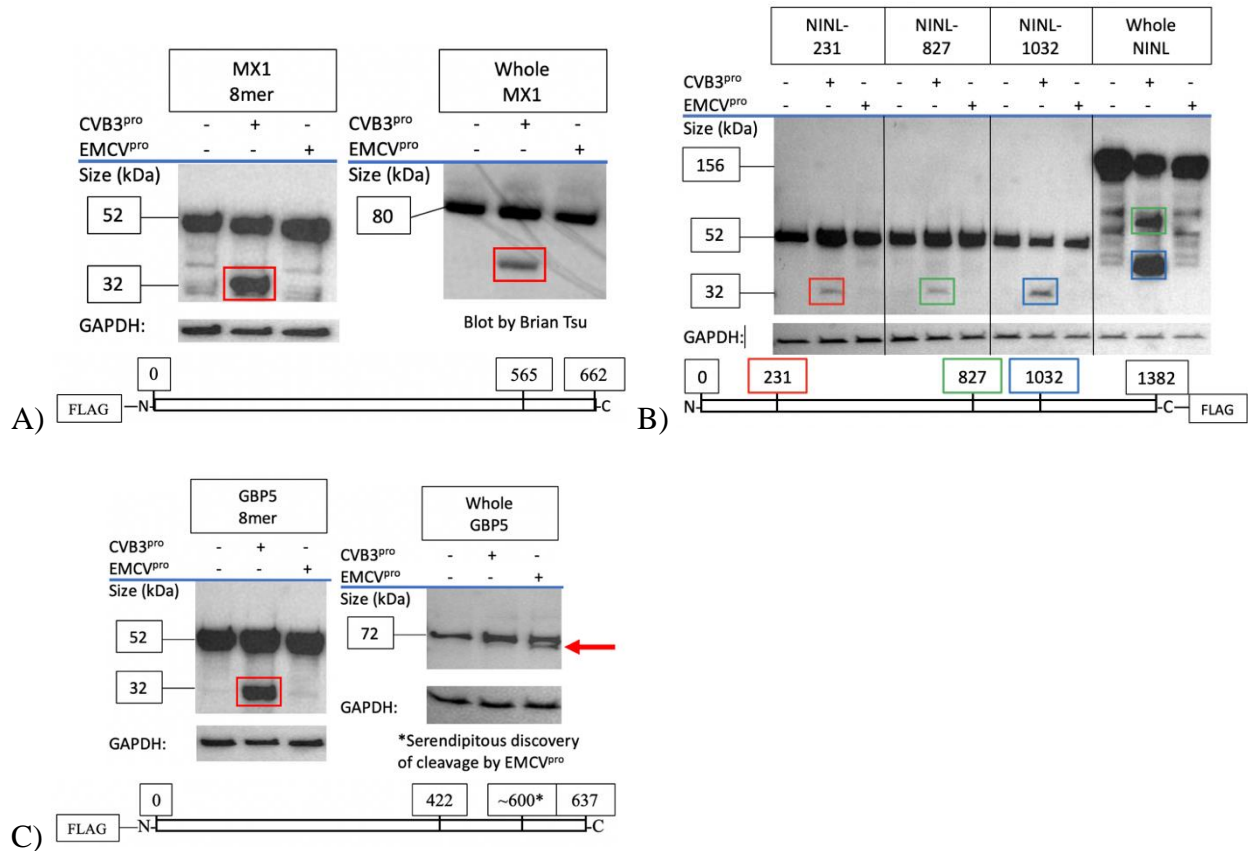 MX1
8mer
Whole
MX1
CVB3pro - + -
EMCVpro - - +
Size (kDa)
52
32
GAPDH:
CVB3pro - + -
EMCVpro - - +
Size (kDa)
80
Blot by Brian Tsu
0 565 662
FLAG N C
A)
NINL-
231
NINL-
827
NINL-
1032
Whole
NINL
CVB3pro - + - - + - - + - - + -
EMCVpro - - + - - + - - + - - +
Size (kDa)
156
52
32
GAPDH:
0 231 827 1032 1382
N C FLAG
B)
GBP5
8mer
Whole
GBP5
CVB3pro - + -
EMCVpro - - +
Size (kDa)
52
32
GAPDH:
CVB3pro - + -
EMCVpro - - +
Size (kDa)
72
GAPDH:
*Serendipitous discovery
of cleavage by EMCVpro
0 422 ~600* 637
FLAG N C
C)